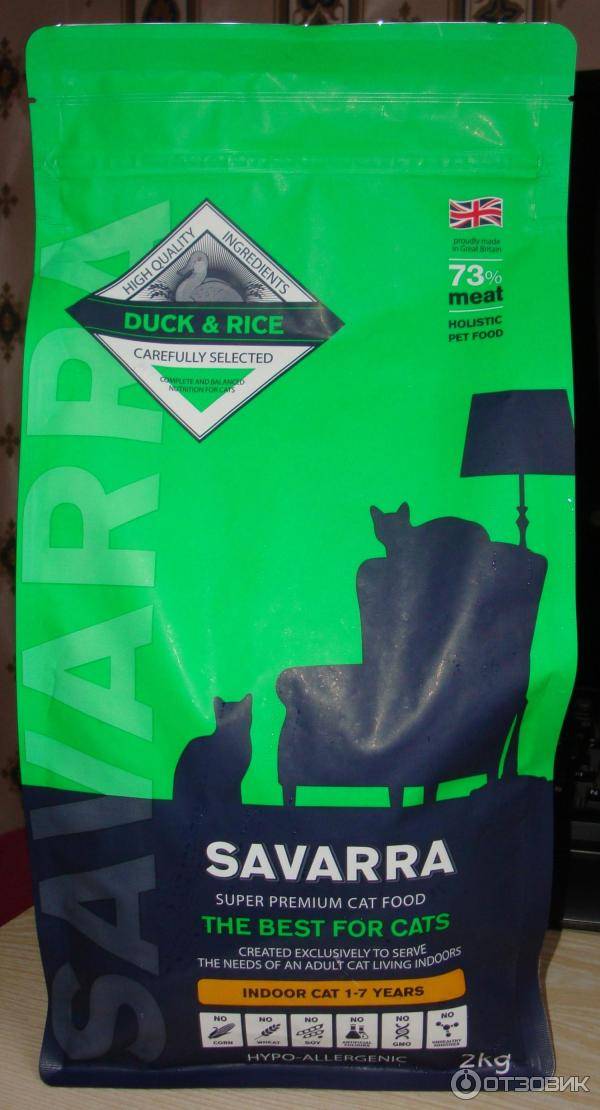 SAVARRA
HIGH QUALITY
INGREDIENTS
DUCK & RICE
CAREFULLY SELECTED
COMPLETE AND BALANCED
NUTRITION FOR CATS
proudly made
in Great Britain
73%
meat
HOLISTIC
PET FOOD
SAVARRA
SUPER PREMIUM CAT FOOD
THE BEST FOR CATS
CREATED EXCLUSIVELY TO SERVE
THE NEEDS OF AN ADULT CAT LIVING INDOORS
INDOOR CAT 1-7 YEARS
NO NO NO NO NO NO
CORN WHEAT SOY ARTIFICIAL COLOURS GMO
HYPO-ALLERGENIC 2kg
ОТЗОВИК